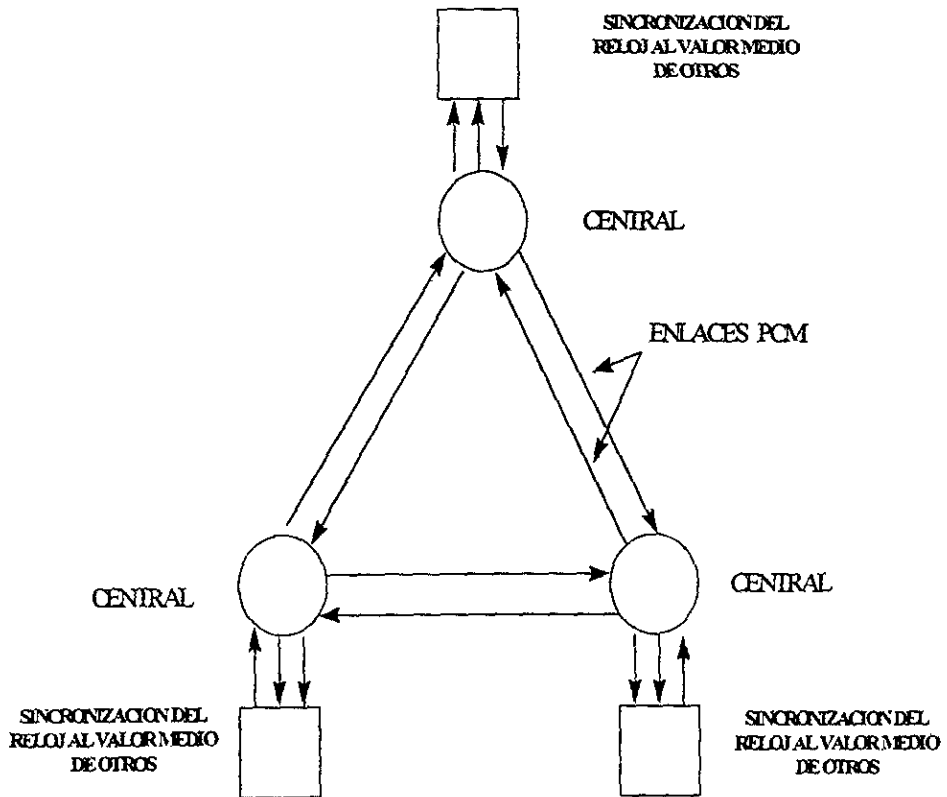 SINCRONIZACION DEL
RELOJ AL VALOR MEDIO
DE OTROS
CENTRAL
ENLACES PCM
CENTRAL
CENTRAL
SINCRONIZACION DEL
RELOJ AL VALOR MEDIO
DE OTROS
SINCRONIZACION DEL
RELOJ AL VALOR MEDIO
DE OTROS